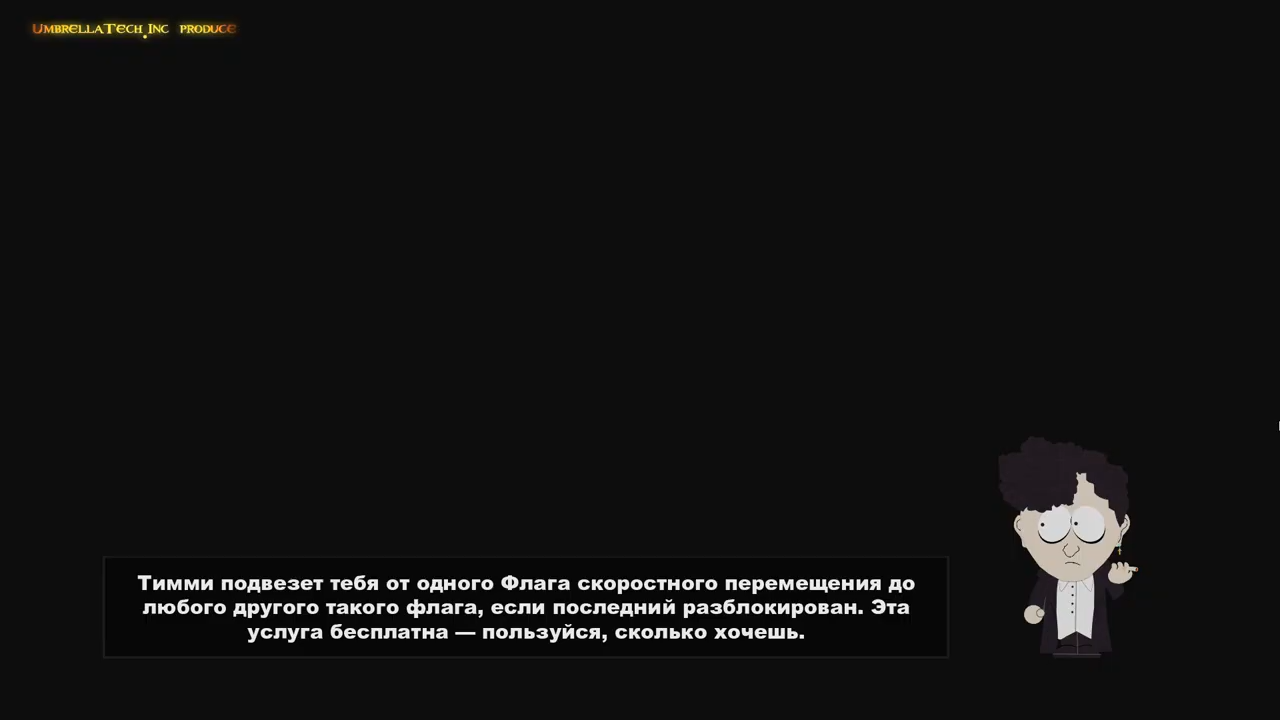 UmbrellaTech.Inc produce
Тимми подвезет тебя от одного Флага скоростного перемещения до
любого другого такого флага, если последний разблокирован. Эта
услуга бесплатна — пользуйся, сколько хочешь.